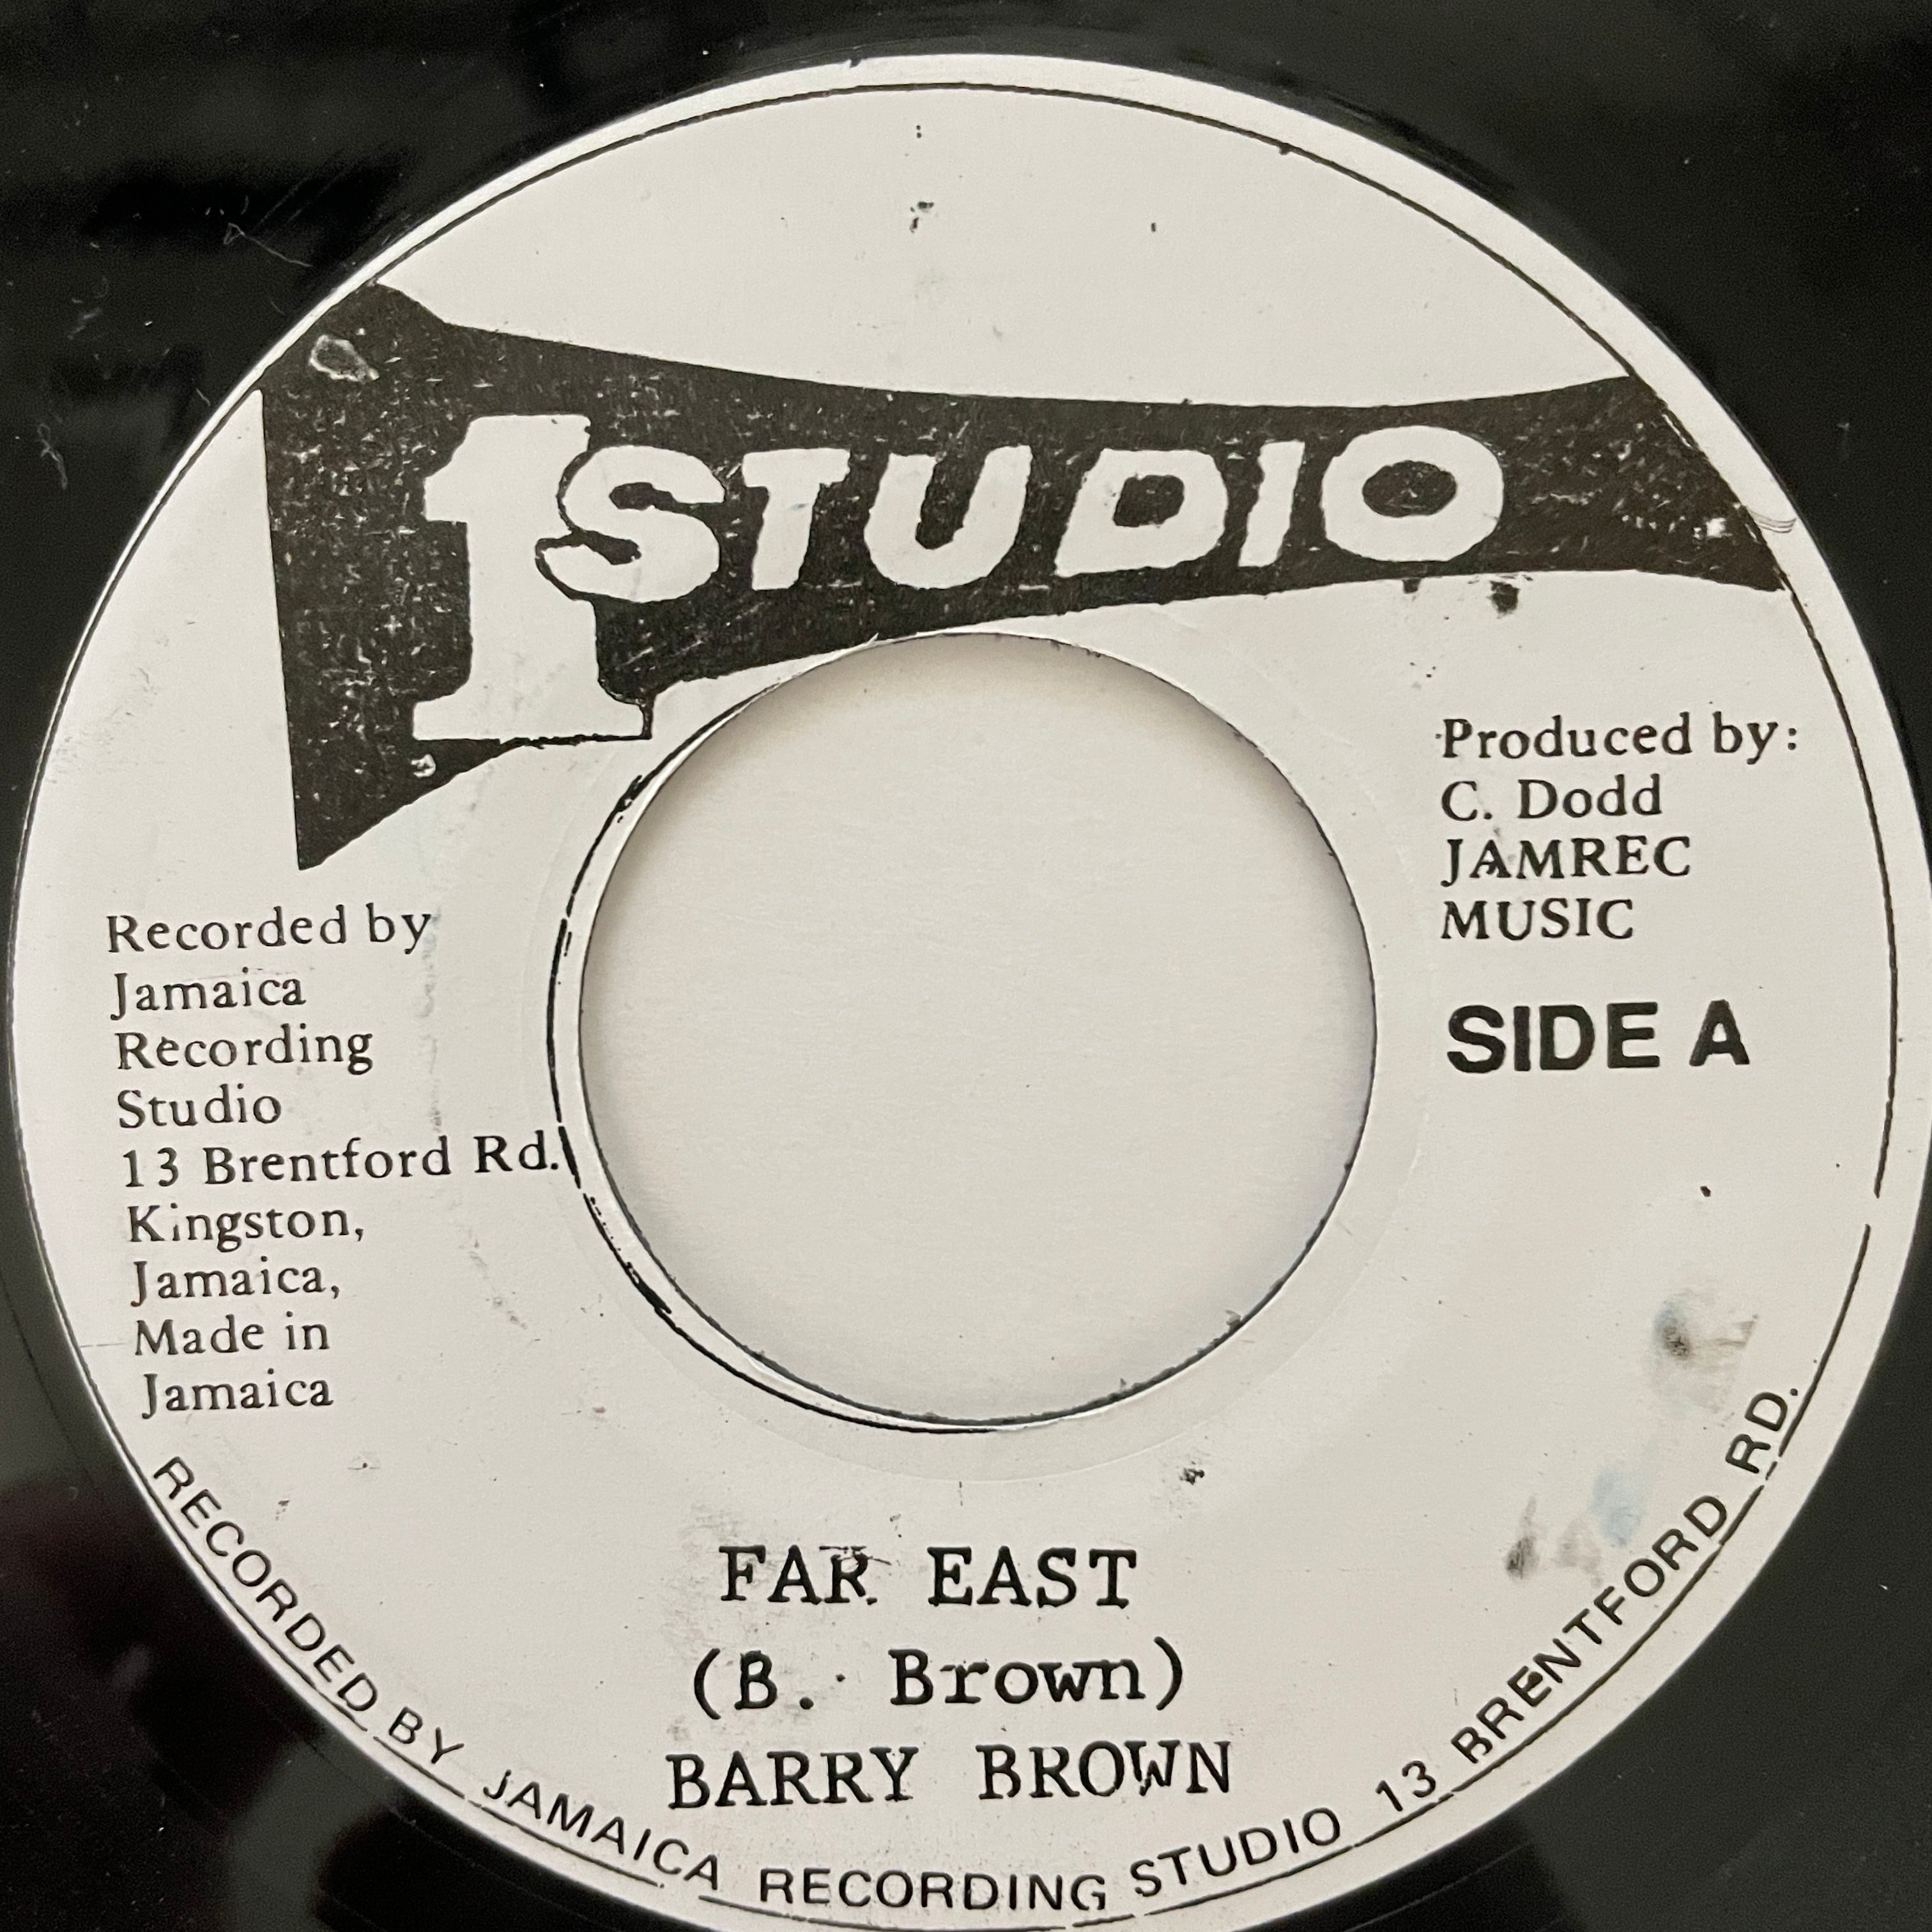 1 STUDIO
Produced by:
C. Dodd
JAMREC
MUSIC
SIDE A
Recorded by
Jamaica
Recording
Studio
13 Brentford Rd.
Kingston,
Jamaica,
Made in
Jamaica
FAR EAST
(B. Brown)
BARRY BROWN
RECORDED BY JAMAICA RECORDING STUDIO 13 BRENTFORD RD.